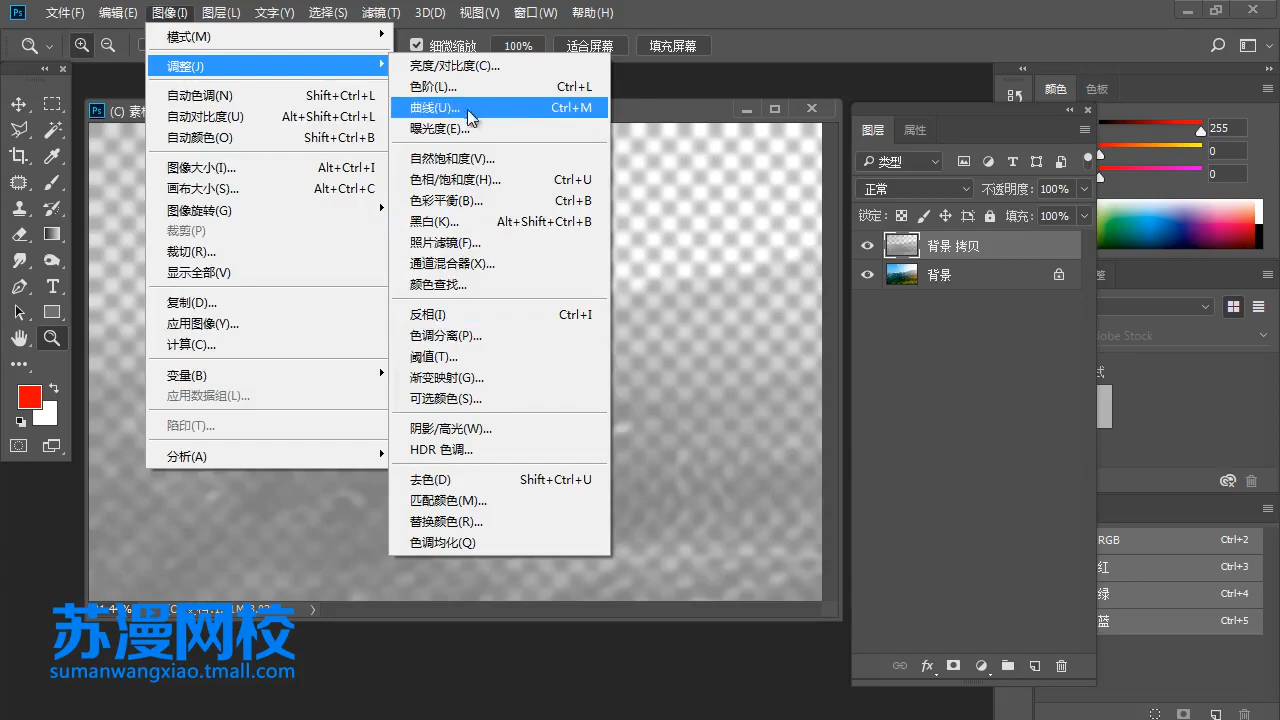 Ps 文件(F) 编辑(E) 图像(I) 图层(L) 文字(Y) 选择(S) 滤镜(T) 3D(D) 视图(V) 窗口(W) 帮助(H)
细微缩放 100% 适合屏幕 填充屏幕
模式(M)
调整(J)
自动色调(N) Shift+Ctrl+L
自动对比度(U) Alt+Shift+Ctrl+L
自动颜色(O) Shift+Ctrl+B
图像大小(I)... Alt+Ctrl+I
画布大小(S)... Alt+Ctrl+C
图像旋转(G)
裁剪(P)
裁切(R)...
显示全部(V)
复制(D)...
应用图像(Y)...
计算(C)...
变量(B)
应用数据组(L)...
陷印(T)...
分析(A)
亮度/对比度(C)...
色阶(L)... Ctrl+L
曲线(U)... Ctrl+M
曝光度(E)...
自然饱和度(V)...
色相/饱和度(H)... Ctrl+U
色彩平衡(B)... Ctrl+B
黑白(K)... Alt+Shift+Ctrl+B
照片滤镜(F)...
通道混合器(X)...
颜色查找...
反相(I) Ctrl+I
色调分离(P)...
阈值(T)...
渐变映射(G)...
可选颜色(S)...
阴影/高光(W)...
HDR 色调...
去色(D) Shift+Ctrl+U
匹配颜色(M)...
替换颜色(R)...
色调均化(Q)
Ps (C) 素
图层 属性
类型
正常 不透明度: 100%
锁定: 填充: 100%
背景 拷贝
背景
fx
颜色 色板
255
0
0
整
Adobe Stock
式
RGB Ctrl+2
红 Ctrl+3
绿 Ctrl+4
蓝 Ctrl+5
苏漫网校
sumanwangxiao.tmall.com